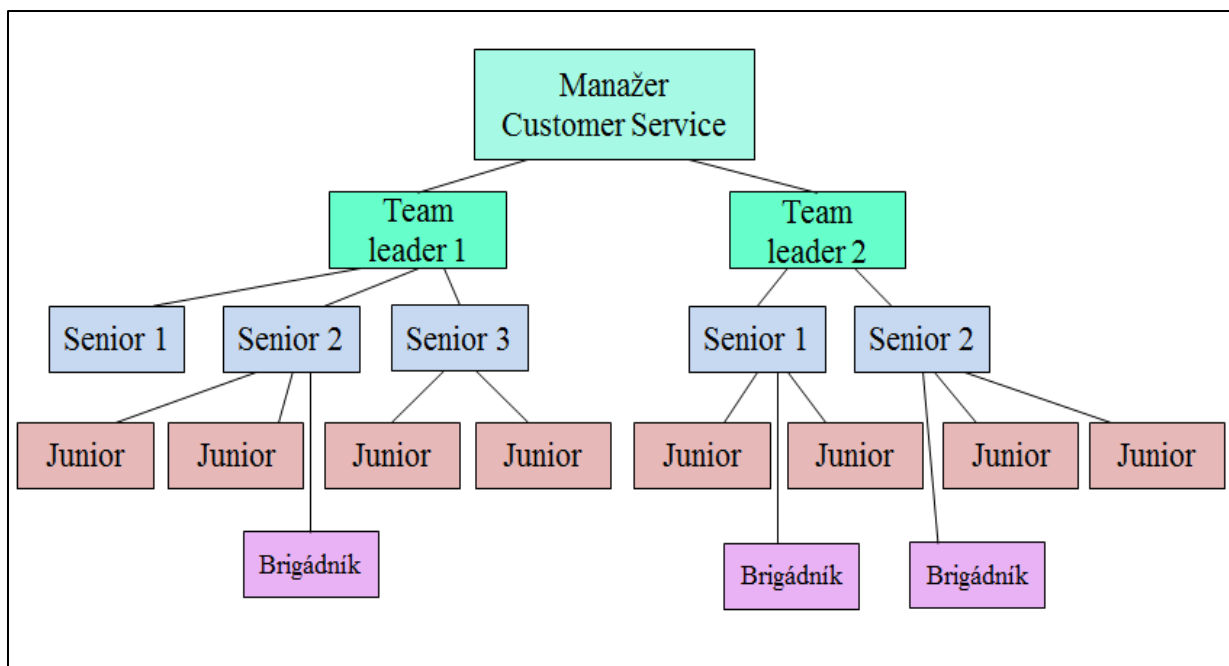 Manažer
Customer Service
Team
leader 1
Team
leader 2
Senior 1
Senior 2
Senior 3
Senior 1
Senior 2
Junior
Junior
Junior
Junior
Junior
Junior
Junior
Junior
Brigádník
Brigádník
Brigádník